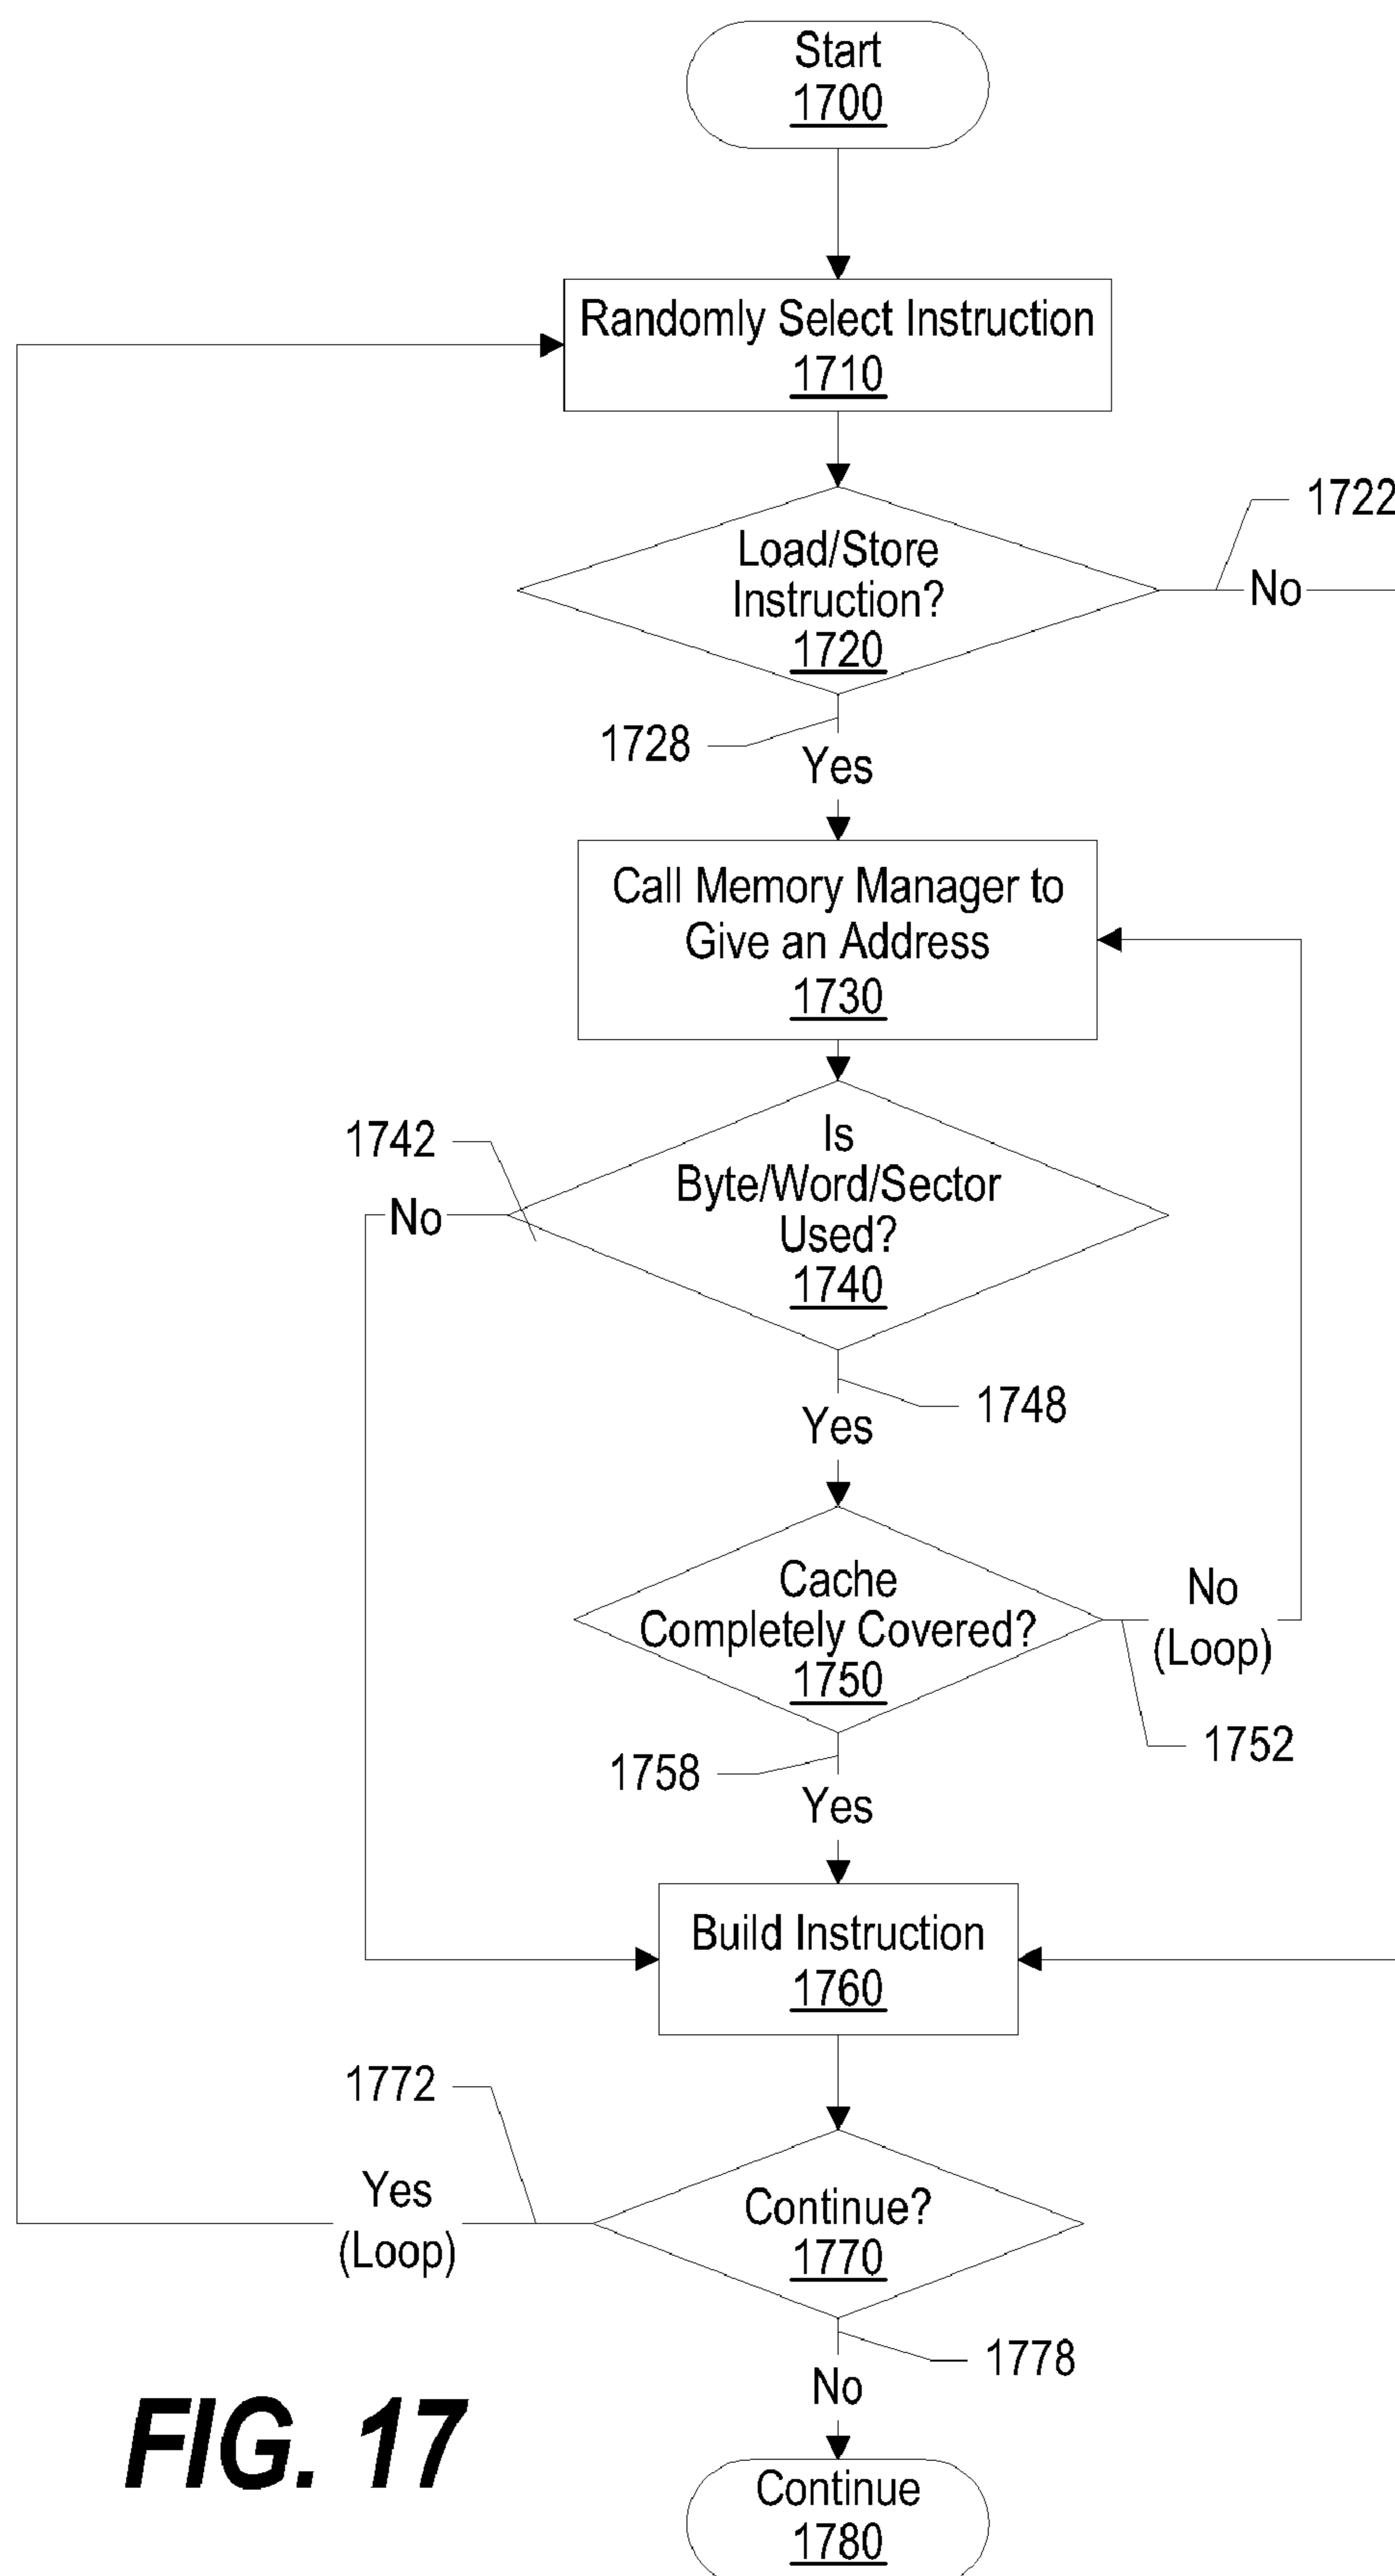 Start
1700
Randomly Select Instruction
1710
1722
Load/Store
Instruction?
1720
No
1728
Yes
Call Memory Manager to
Give an Address
1730
1742
Is
Byte/Word/Sector
Used?
1740
No
1748
Yes
Cache
Completely Covered?
1750
No
(Loop)
1752
1758
Yes
Build Instruction
1760
1772
Yes
(Loop)
Continue?
1770
1778
No
Continue
1780
FIG. 17